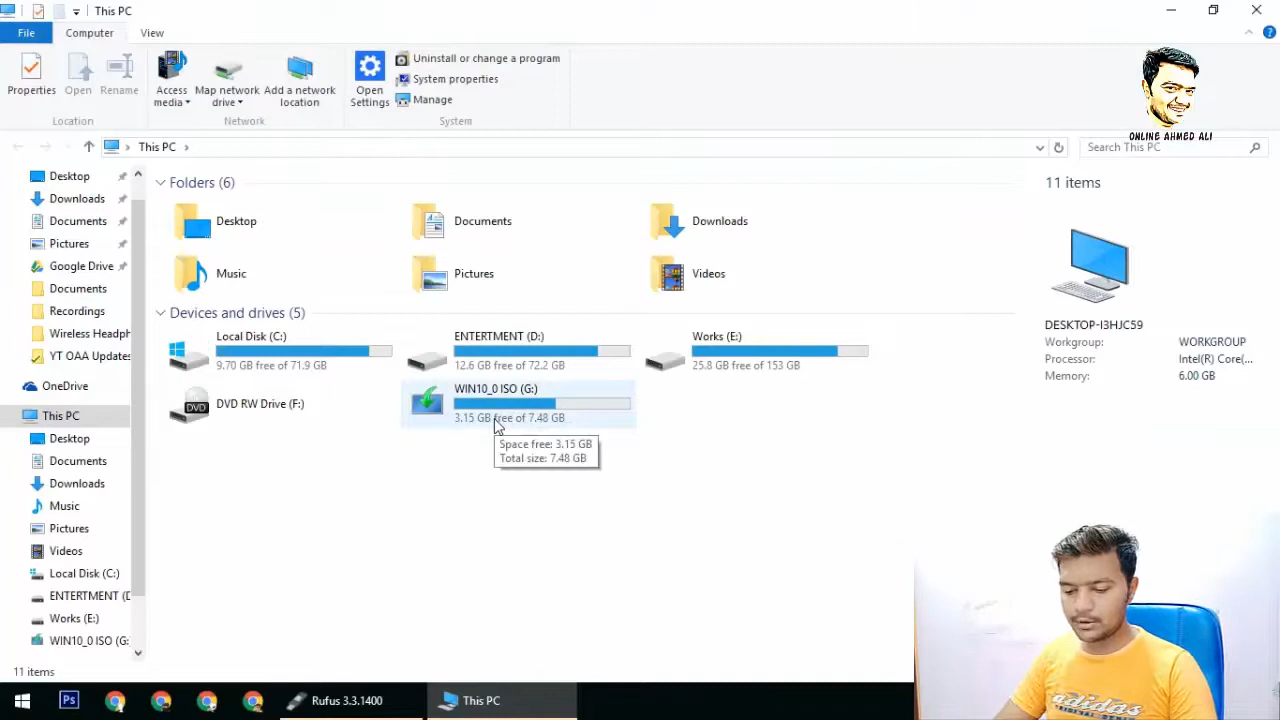 This PC
File
Computer
View
Properties
Open
Rename
Location
Access media
Map network drive
Add a network location
Network
Open Settings
Uninstall or change a program
System properties
Manage
System
ONLINE AHMED ALI
This PC
Search This PC
Desktop
Downloads
Documents
Pictures
Google Drive
Documents
Recordings
Wireless Headph
YT OAA Updates
OneDrive
This PC
Desktop
Documents
Downloads
Music
Pictures
Videos
Local Disk (C:)
ENTERTMENT (D
Works (E:)
WIN10_0 ISO (G:
Folders (6)
Desktop
Documents
Downloads
Music
Pictures
Videos
Devices and drives (5)
Local Disk (C:)
9.70 GB free of 71.9 GB
ENTERTMENT (D:)
12.6 GB free of 72.2 GB
Works (E:)
25.8 GB free of 153 GB
DVD
DVD RW Drive (F:)
WIN10_0 ISO (G:)
3.15 GB free of 7.48 GB
Space free: 3.15 GB
Total size: 7.48 GB
11 items
DESKTOP-I3HJC59
Workgroup: WORKGROUP
Processor: Intel(R) Core(...
Memory: 6.00 GB
adidas
11 items
Ps
Rufus 3.3.1400
This PC